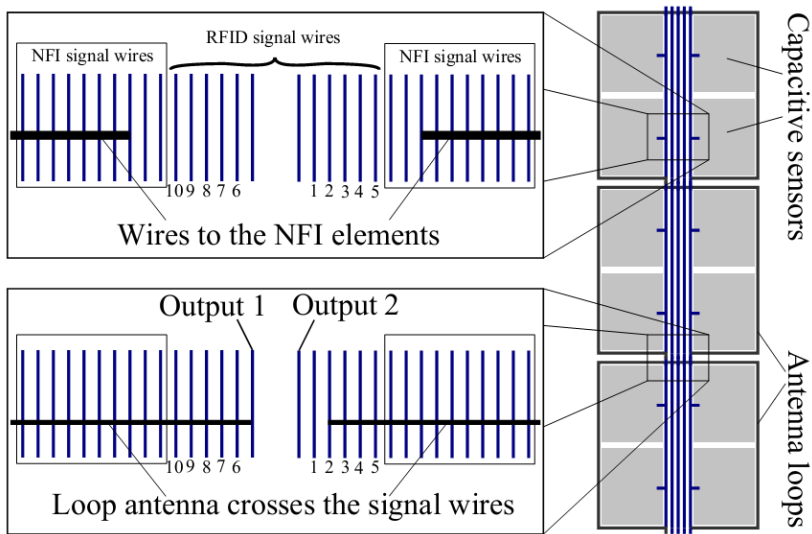 RFID signal wires
NFI signal wires
NFI signal wires
10 9 8 7 6
1 2 3 4 5
Wires to the NFI elements
Output 1
Output 2
10 9 8 7 6
1 2 3 4 5
Loop antenna crosses the signal wires
Capacitive sensors
Antenna loops